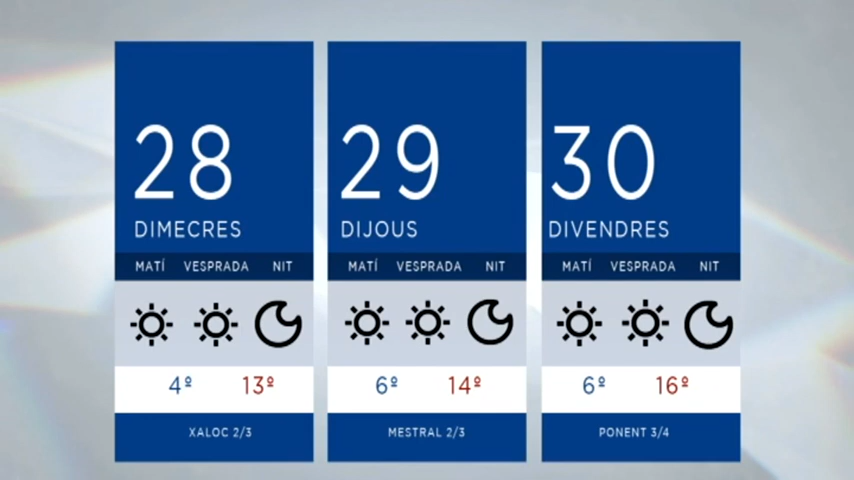 28
DIMECRES
MATÍ VESPRADA NIT
4º 13º
XALOC 2/3
29
DIJOUS
MATÍ VESPRADA NIT
6º 14º
MESTRAL 2/3
30
DIVENDRES
MATÍ VESPRADA NIT
6º 16º
PONENT 3/4